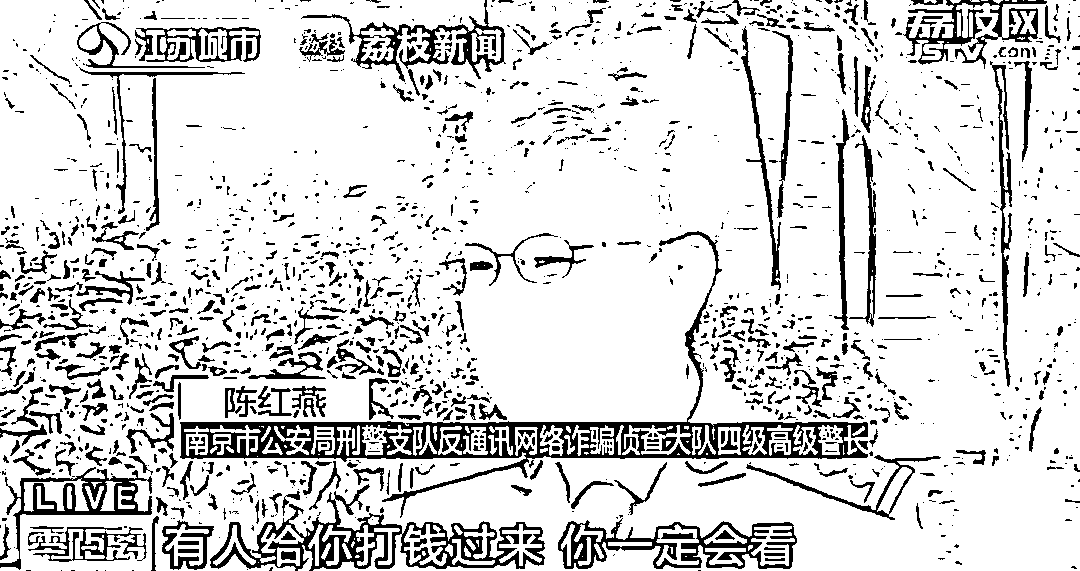 江苏城市
荔枝
荔枝新闻
荔枝网
JSTV.com
陈红燕
南京市公安局刑警支队反通讯网络诈骗侦查大队四级高级警长
LIVE
零距离
有人给你打钱过来 你一定会看